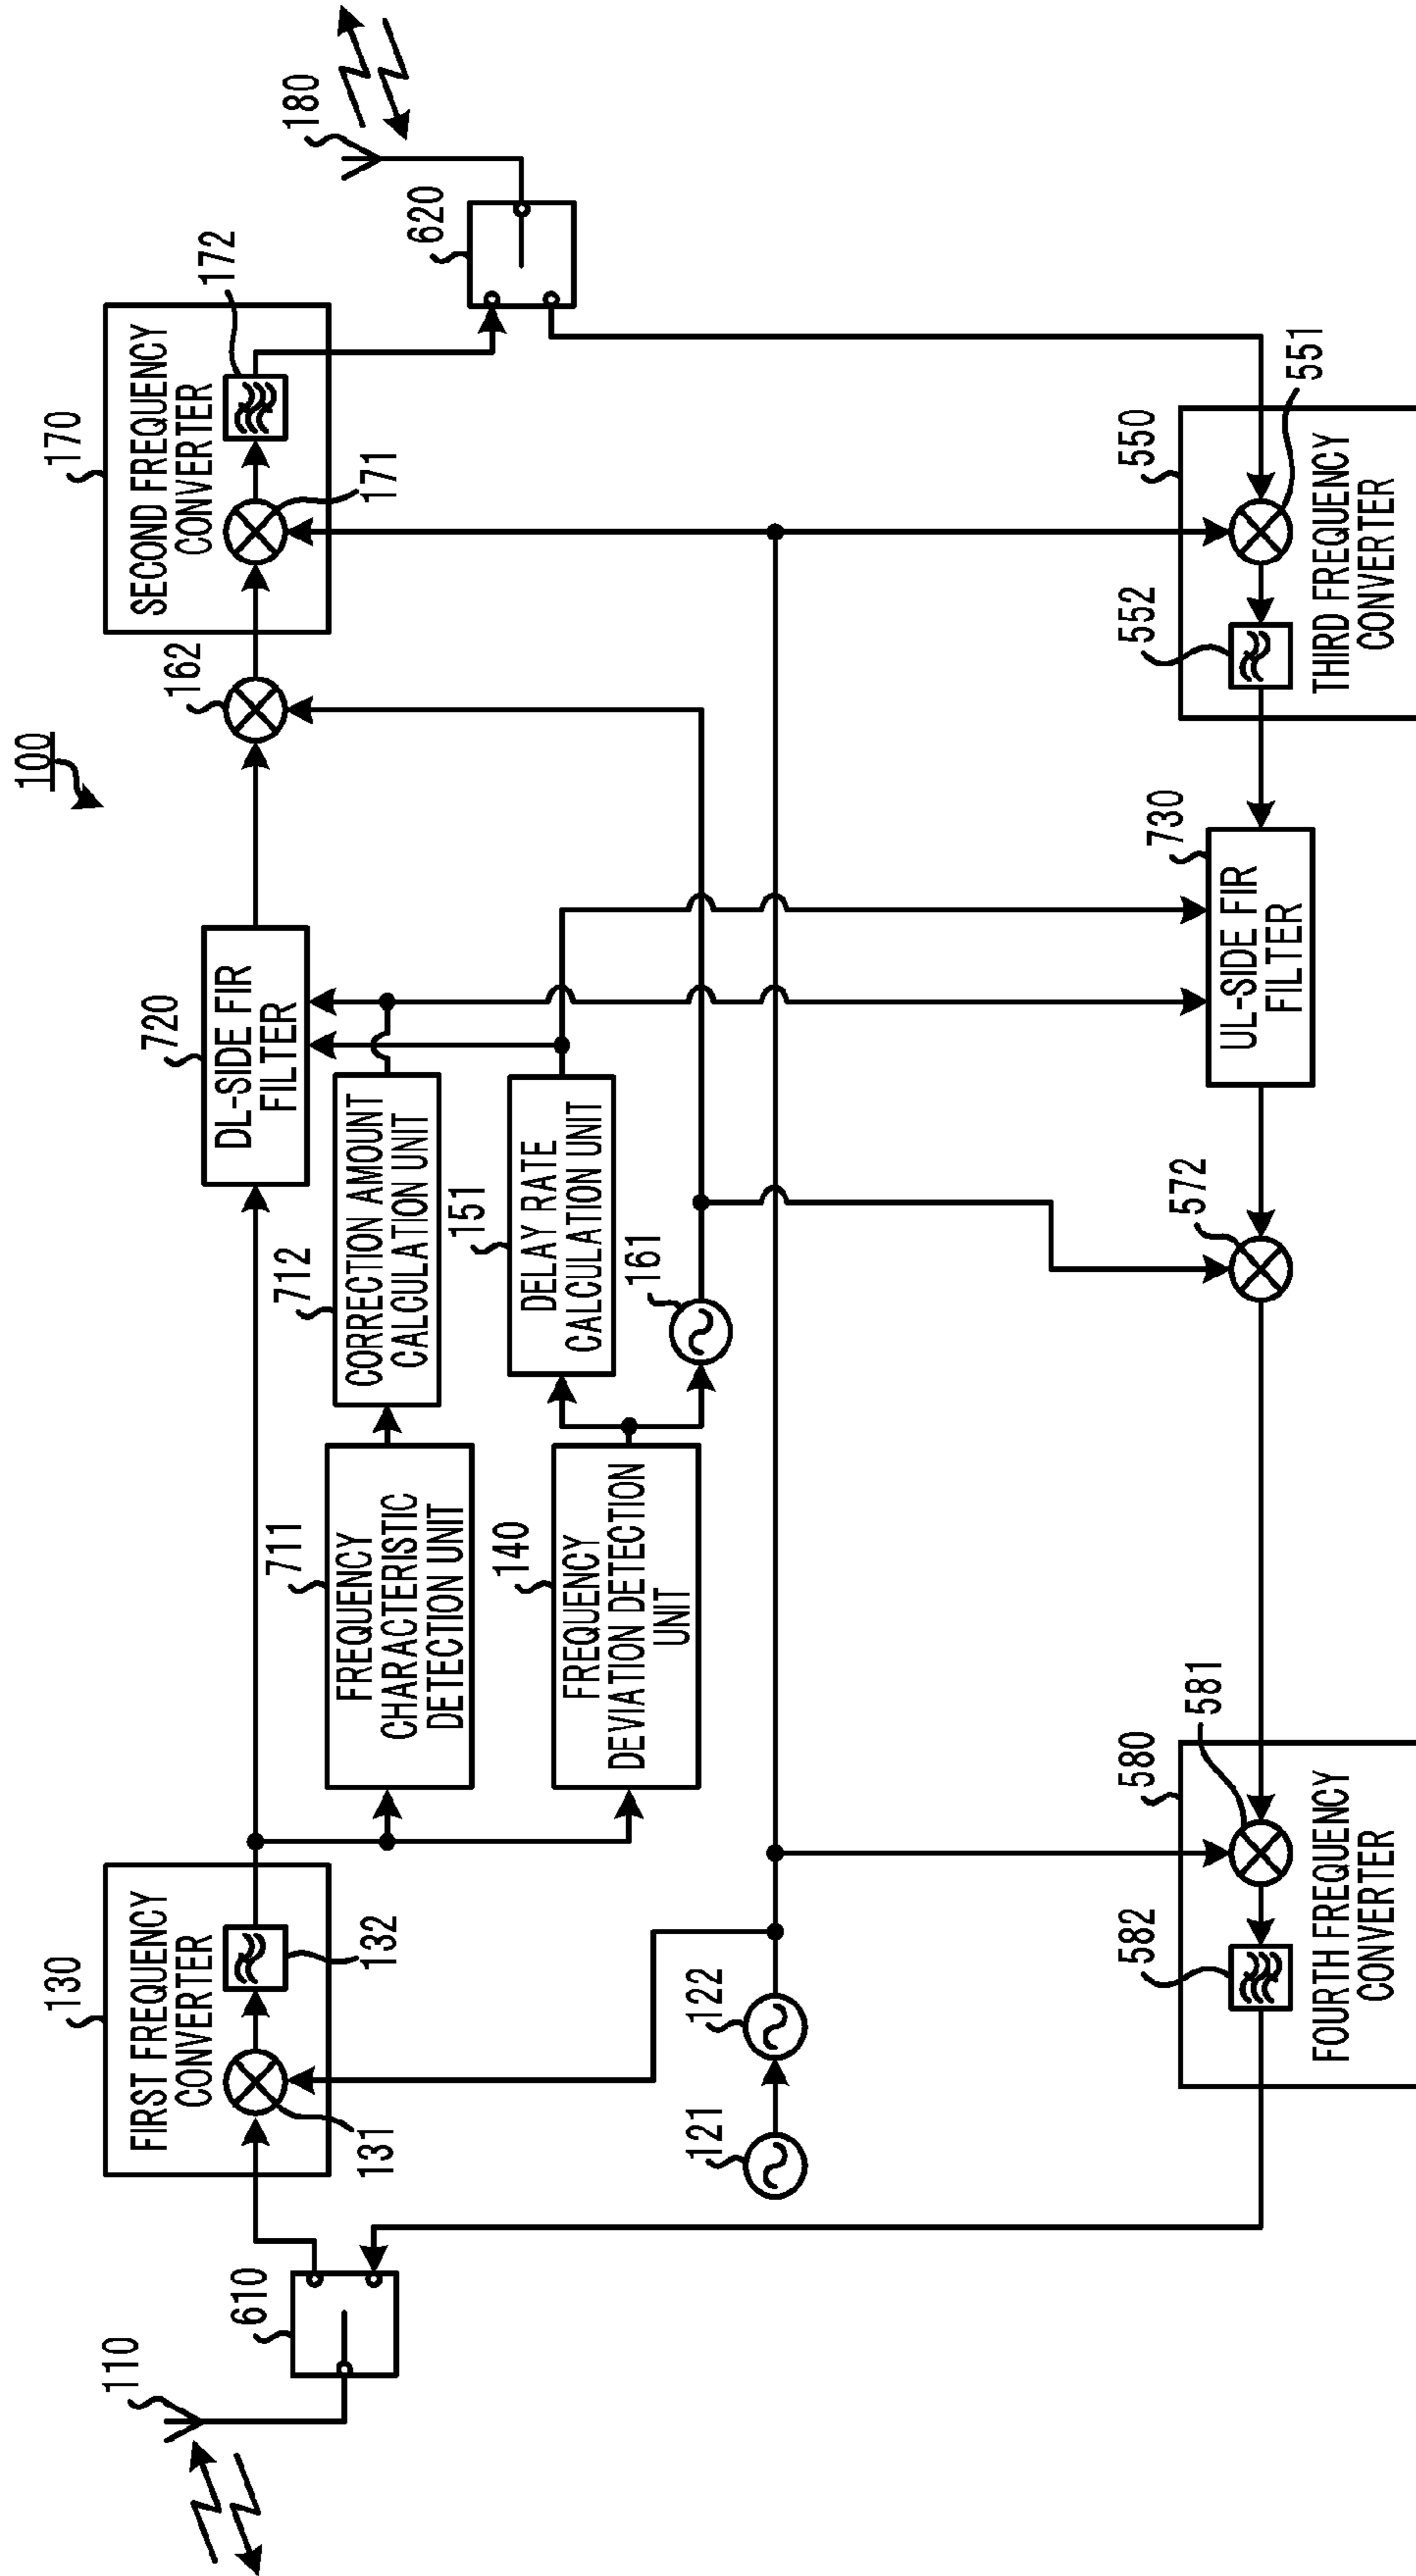 100
110
610
130
FIRST FREQUENCY
CONVERTER
131
132
711
FREQUENCY
CHARACTERISTIC
DETECTION UNIT
712
CORRECTION AMOUNT
CALCULATION UNIT
720
DL-SIDE FIR
FILTER
162
170
SECOND FREQUENCY
CONVERTER
171
172
620
180
140
FREQUENCY
DEVIATION DETECTION
UNIT
151
DELAY RATE
CALCULATION UNIT
161
121
122
580
581
582
FOURTH FREQUENCY
CONVERTER
572
730
UL-SIDE FIR
FILTER
550
551
552
THIRD FREQUENCY
CONVERTER